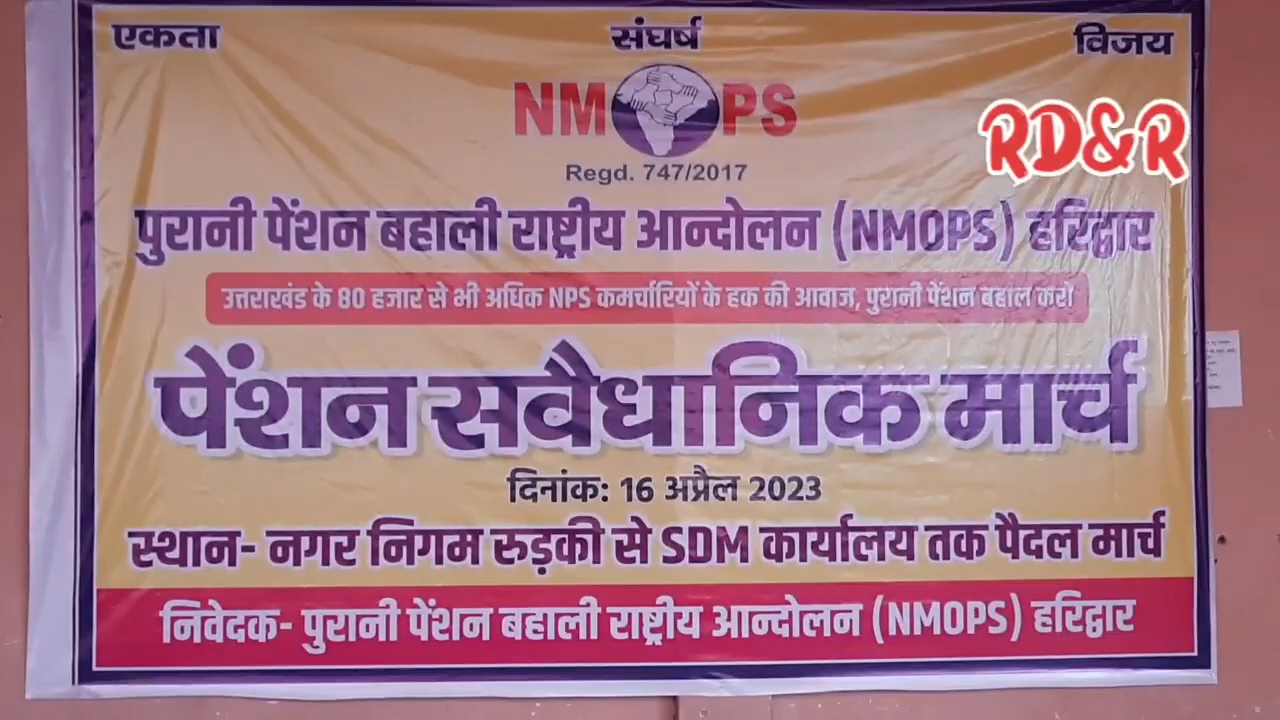 एकता संघर्ष विजय
NMOPS
RD&R
Regd. 747/2017
पुरानी पेंशन बहाली राष्ट्रीय आन्दोलन (NMOPS) हरिद्वार
उत्तराखंड के 80 हजार से भी अधिक NPS कमर्चारियों के हक की आवाज, पुरानी पेंशन बहाल करो
पेंशन सवैधानिक मार्च
दिनांक: 16 अप्रैल 2023
स्थान- नगर निगम रुड़की से SDM कार्यालय तक पैदल मार्च
निवेदक- पुरानी पेंशन बहाली राष्ट्रीय आन्दोलन (NMOPS) हरिद्वार